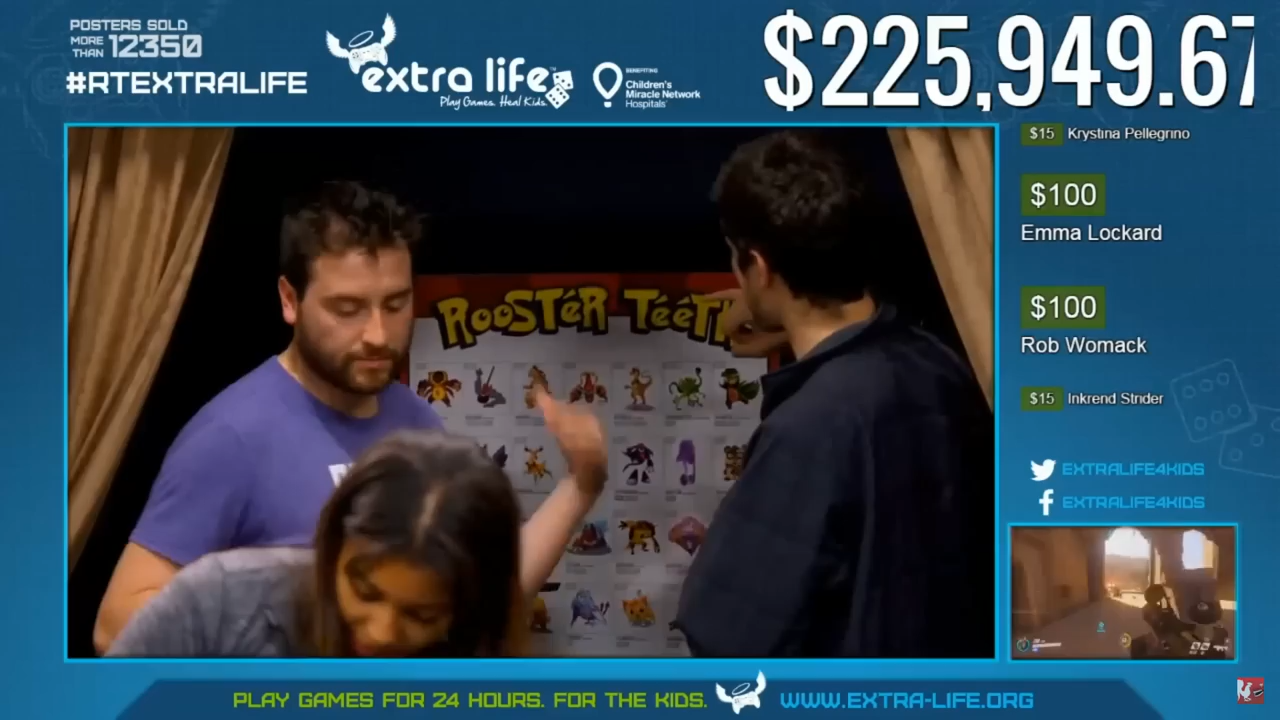 POSTERS SOLD
MORE THAN 12350
#RTEXTRALIFE
extra life
Play Games. Heal Kids.
BENEFITING
Children's
Miracle Network
Hospitals
$225,949.67
$15 Krystina Pellegrino
$100
Emma Lockard
$100
Rob Womack
$15 Inkrend Strider
EXTRALIFE4KIDS
EXTRALIFE4KIDS
ROOSTéR TééT
PLAY GAMES FOR 24 HOURS. FOR THE KIDS.
WWW.EXTRA-LIFE.ORG